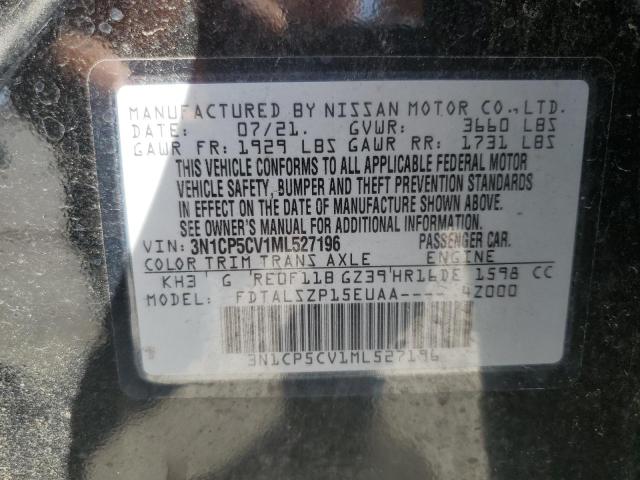 MANUFACTURED BY NISSAN MOTOR CO.,LTD.
DATE: 07/21. GVWR: 3660 LBS
GAWR FR: 1929 LBS GAWR RR: 1731 LBS
THIS VEHICLE CONFORMS TO ALL APPLICABLE FEDERAL MOTOR
VEHICLE SAFETY, BUMPER AND THEFT PREVENTION STANDARDS
IN EFFECT ON THE DATE OF MANUFACTURE SHOWN ABOVE.
SEE OWNER'S MANUAL FOR ADDITIONAL INFORMATION.
VIN: 3N1CP5CV1ML527196 PASSENGER CAR.
COLOR TRIM TRANS AXLE ENGINE
KH3 G RE0F11B GZ39 HR16DE 1598 CC
MODEL: FDTALSZP15EUAA---- 4Z000
3N1CP5CV1ML527196